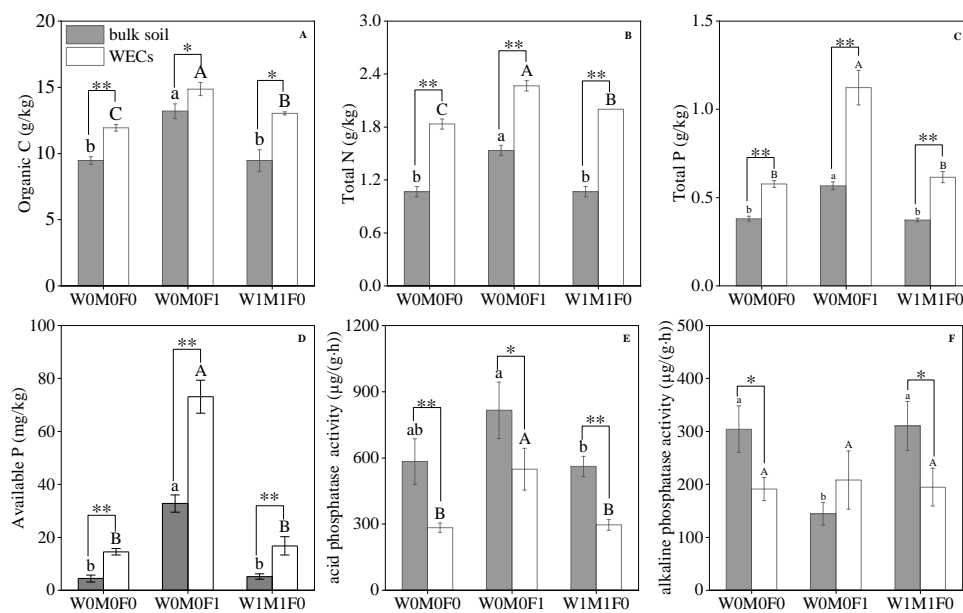 20
15
10
5
0
Organic C (g/kg)
bulk soil
WECs
A
**
*
*
b
C
a
A
b
B
W0M0F0
W0M0F1
W1M1F0
3.0
2.4
1.8
1.2
0.6
0.0
Total N (g/kg)
B
**
**
**
b
C
a
A
b
B
W0M0F0
W0M0F1
W1M1F0
1.5
1.0
0.5
0.0
Total P (g/kg)
C
**
**
**
b
B
a
A
b
B
W0M0F0
W0M0F1
W1M1F0
100
80
60
40
20
0
Available P (mg/kg)
D
**
**
**
b
B
a
A
b
B
W0M0F0
W0M0F1
W1M1F0
1200
900
600
300
0
acid phosphatase activity (µg/(g·h))
E
**
*
**
ab
B
a
A
b
B
W0M0F0
W0M0F1
W1M1F0
500
400
300
200
100
0
alkaline phosphatase activity (µg/(g·h))
F
*
*
a
A
b
A
a
A
W0M0F0
W0M0F1
W1M1F0